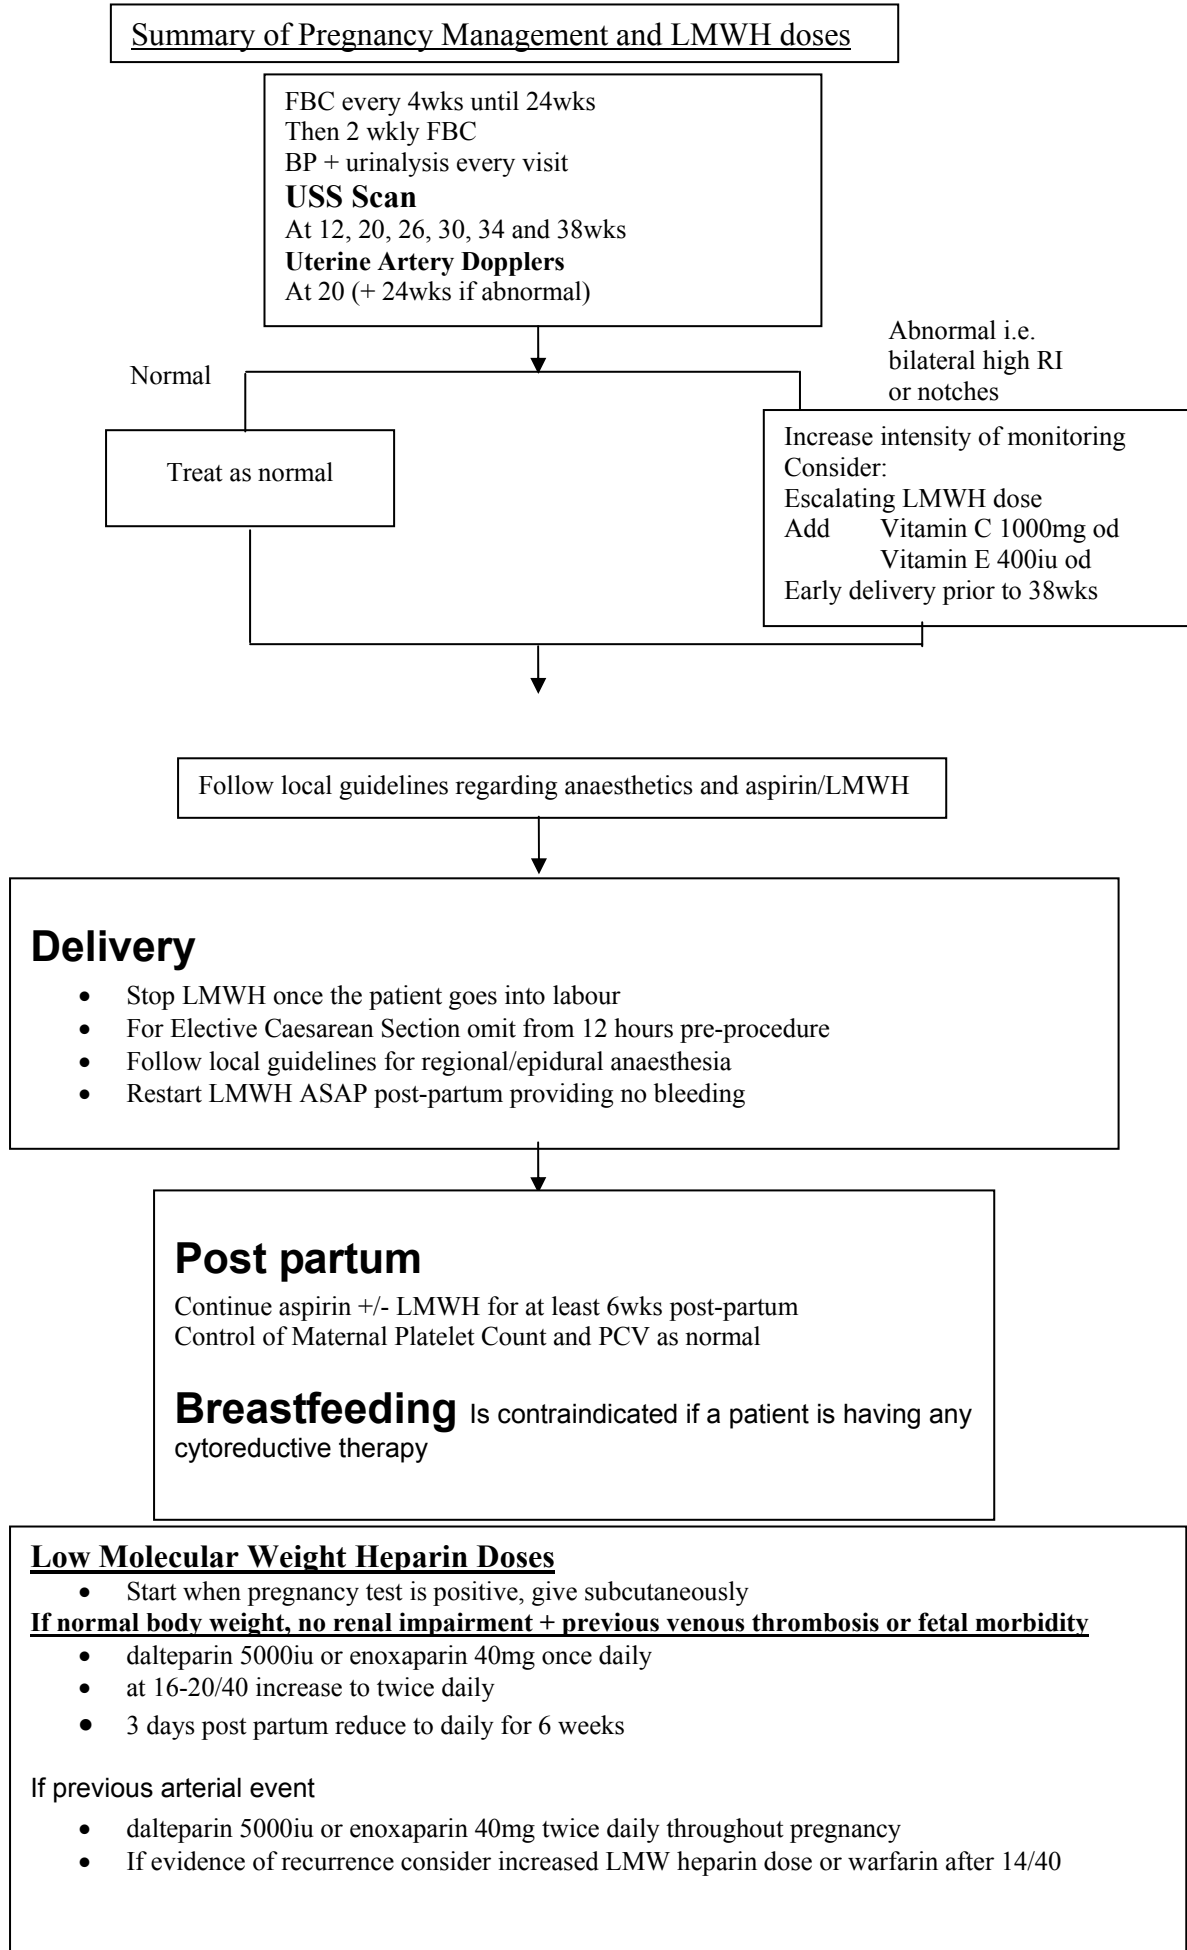 Summary of Pregnancy Management and LMWH doses
FBC every 4wks until 24wks
Then 2 wkly FBC
BP + urinalysis every visit
USS Scan
At 12, 20, 26, 30, 34 and 38wks
Uterine Artery Dopplers
At 20 (+ 24wks if abnormal)
Normal
Abnormal i.e.
bilateral high RI
or notches
Treat as normal
Increase intensity of monitoring
Consider:
Escalating LMWH dose
Add Vitamin C 1000mg od
Vitamin E 400iu od
Early delivery prior to 38wks
Follow local guidelines regarding anaesthetics and aspirin/LMWH
Delivery
• Stop LMWH once the patient goes into labour
• For Elective Caesarean Section omit from 12 hours pre-procedure
• Follow local guidelines for regional/epidural anaesthesia
• Restart LMWH ASAP post-partum providing no bleeding
Post partum
Continue aspirin +/- LMWH for at least 6wks post-partum
Control of Maternal Platelet Count and PCV as normal
Breastfeeding Is contraindicated if a patient is having any
cytoreductive therapy
Low Molecular Weight Heparin Doses
• Start when pregnancy test is positive, give subcutaneously
If normal body weight, no renal impairment + previous venous thrombosis or fetal morbidity
• dalteparin 5000iu or enoxaparin 40mg once daily
• at 16-20/40 increase to twice daily
• 3 days post partum reduce to daily for 6 weeks
If previous arterial event
• dalteparin 5000iu or enoxaparin 40mg twice daily throughout pregnancy
• If evidence of recurrence consider increased LMW heparin dose or warfarin after 14/40